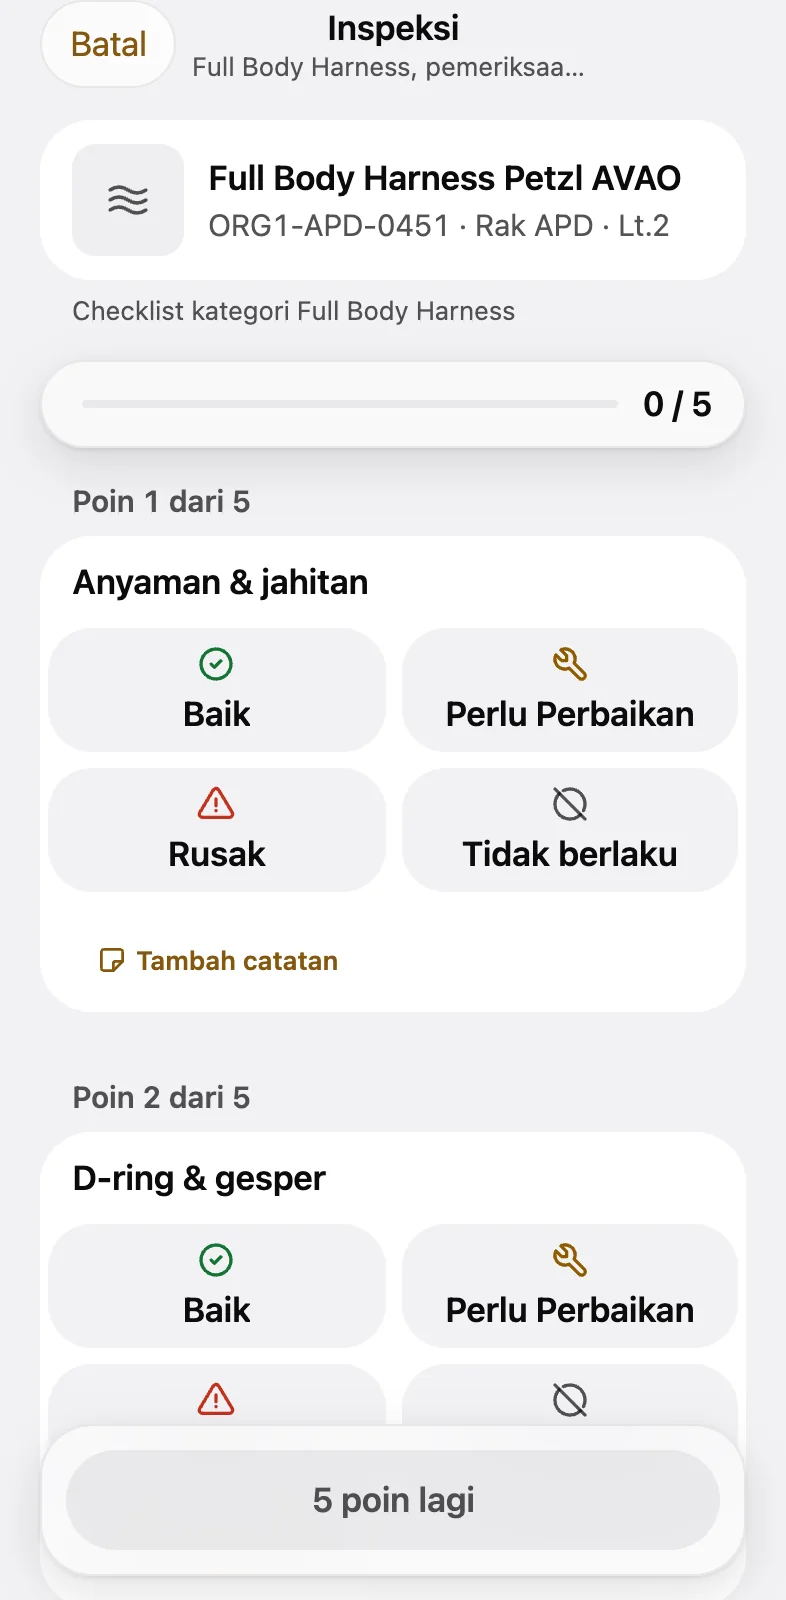 Batal
Inspeksi
Full Body Harness, pemeriksaa...
Full Body Harness Petzl AVAO
ORG1-APD-0451 · Rak APD · Lt.2
Checklist kategori Full Body Harness
0 / 5
Poin 1 dari 5
Anyaman & jahitan
Baik
Perlu Perbaikan
Rusak
Tidak berlaku
Tambah catatan
Poin 2 dari 5
D-ring & gesper
Baik
Perlu Perbaikan
5 poin lagi